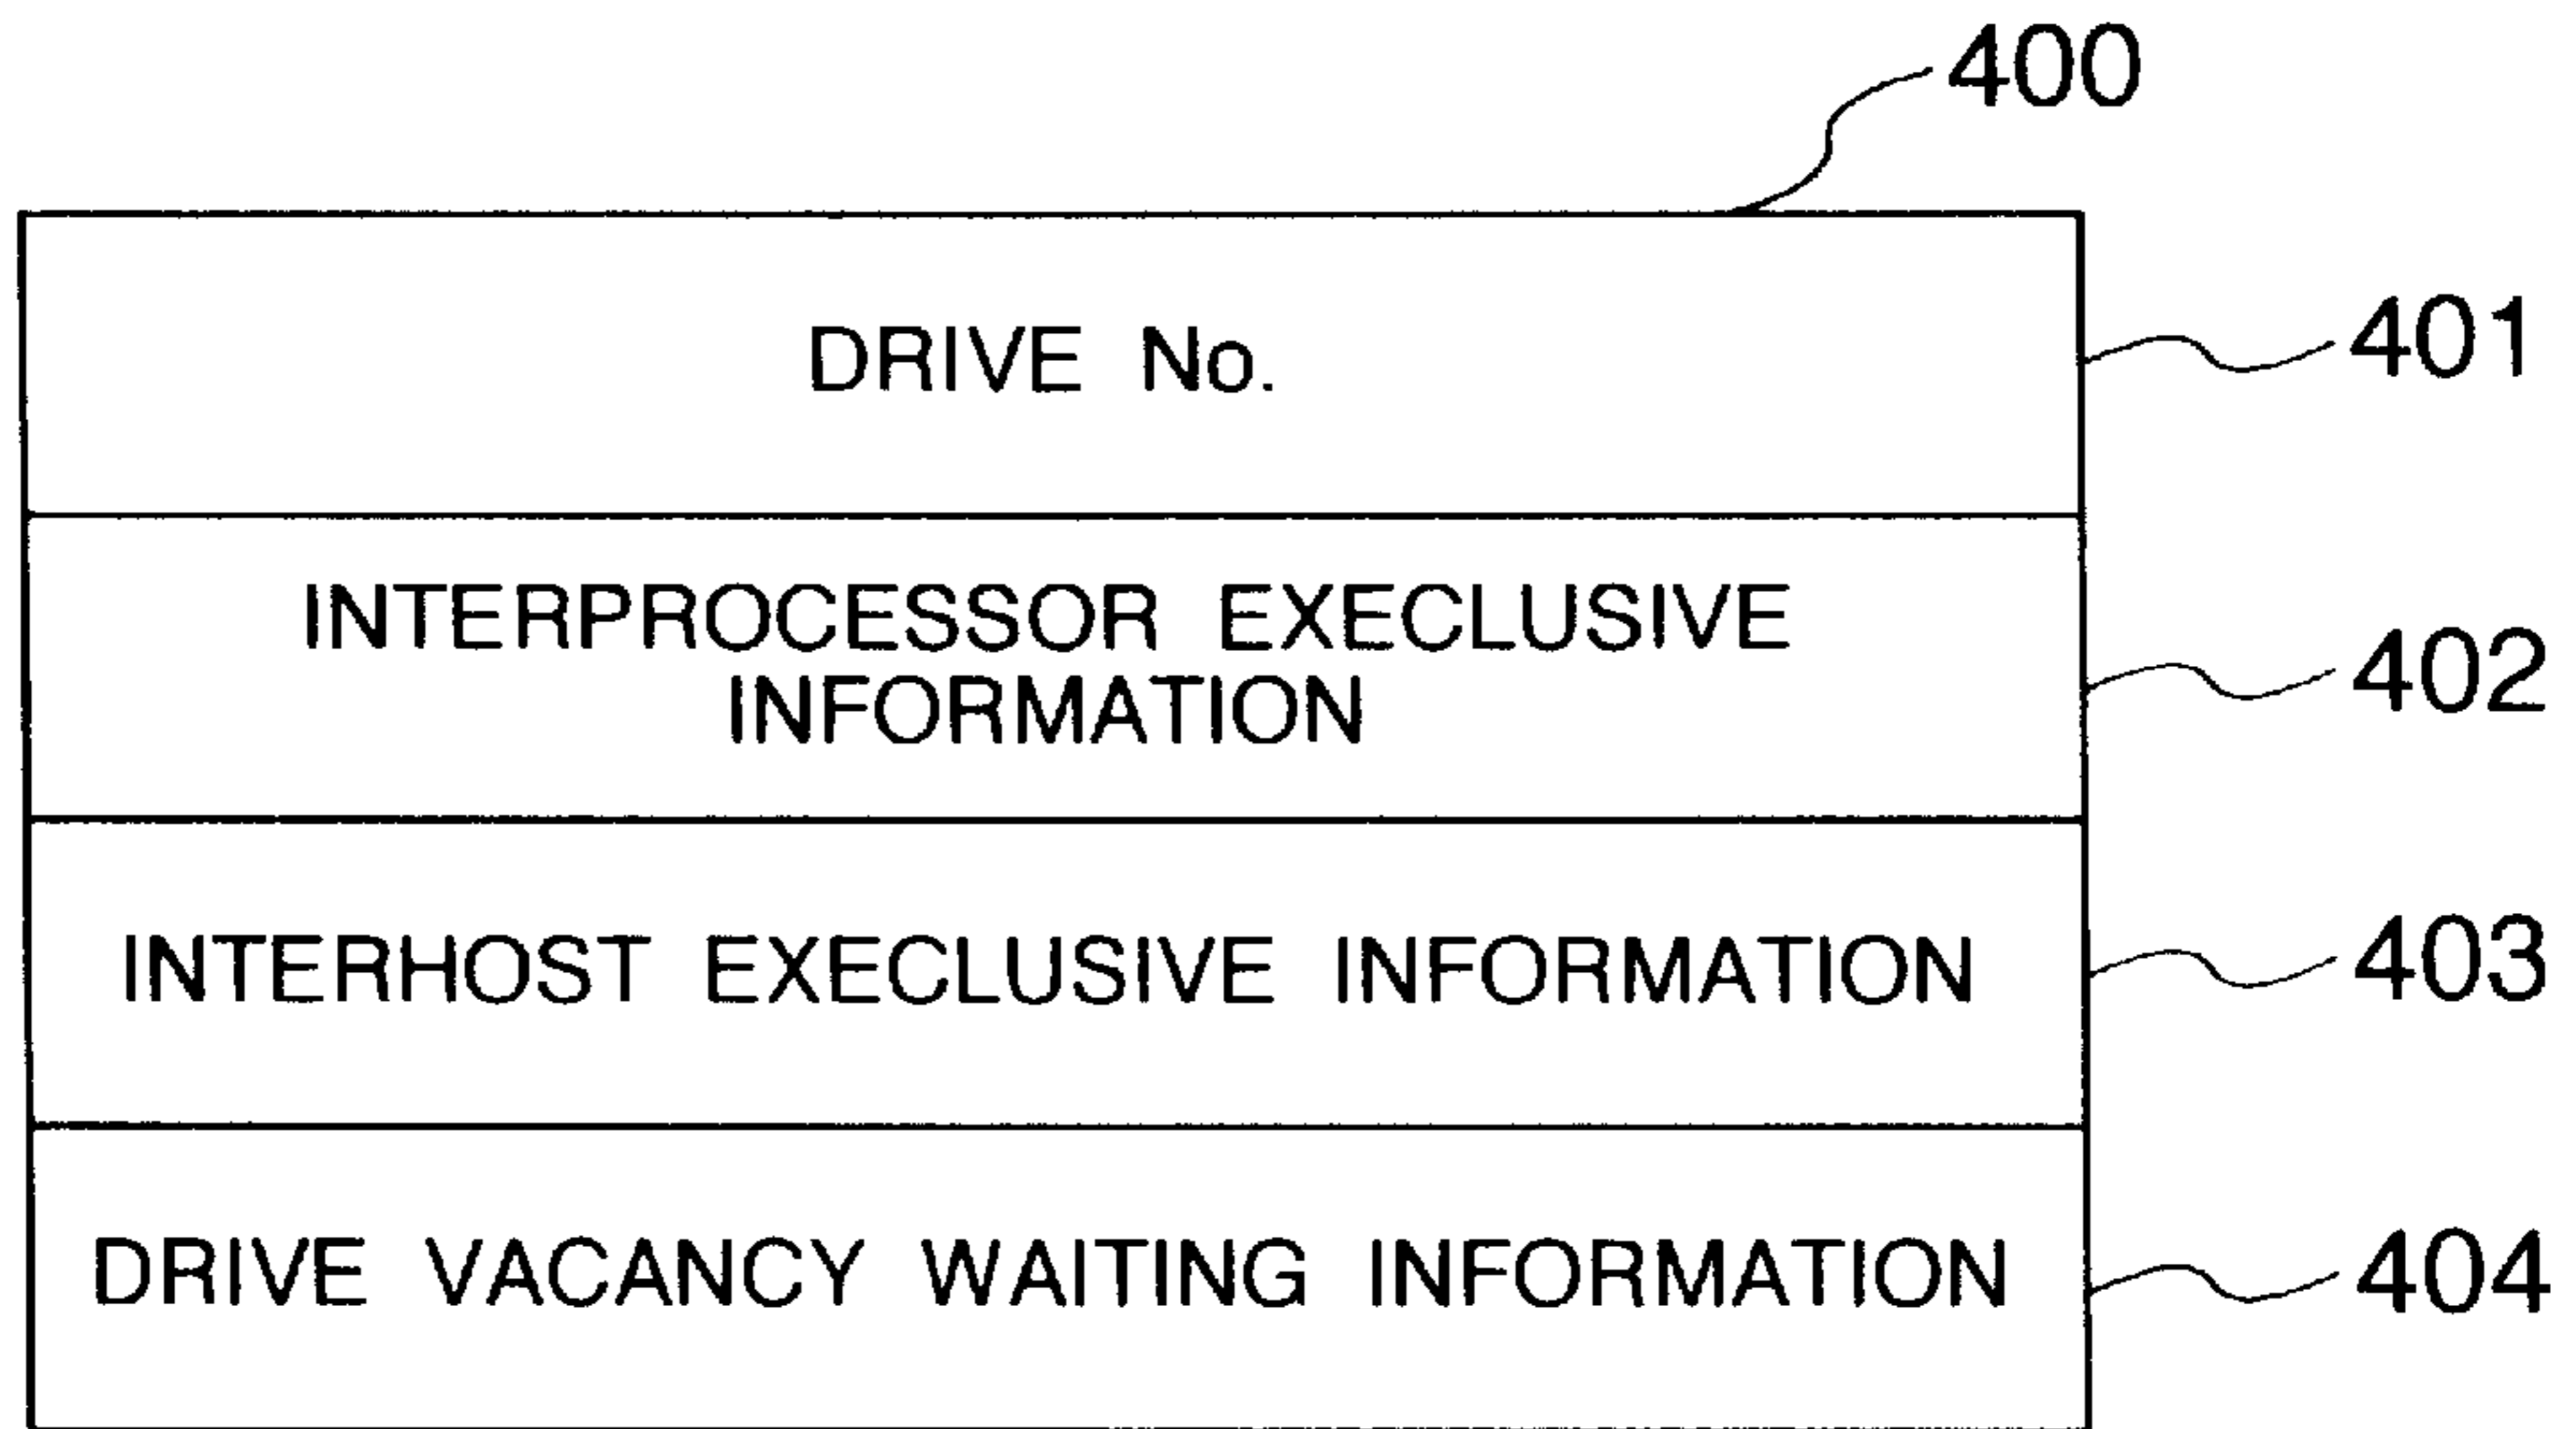 400
DRIVE No.
401
INTERPROCESSOR EXECLUSIVE
INFORMATION
402
INTERHOST EXECLUSIVE INFORMATION
403
DRIVE VACANCY WAITING INFORMATION
404